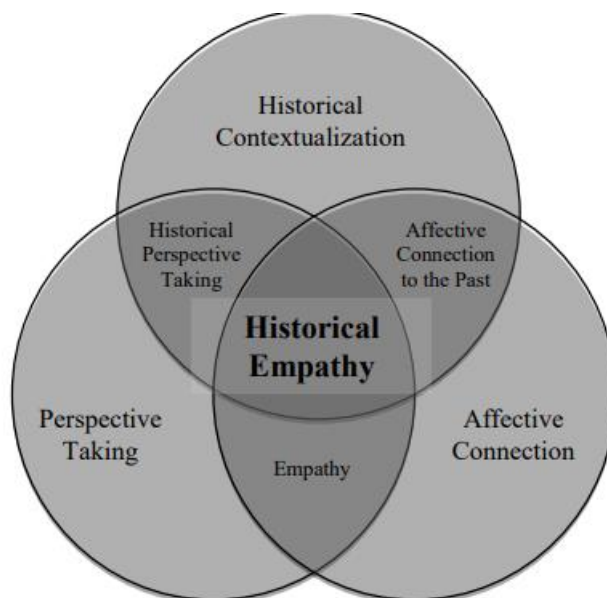 Historical
Contextualization
Historical
Perspective
Taking
Affective
Connection
to the Past
Historical
Empathy
Perspective
Taking
Affective
Connection
Empathy